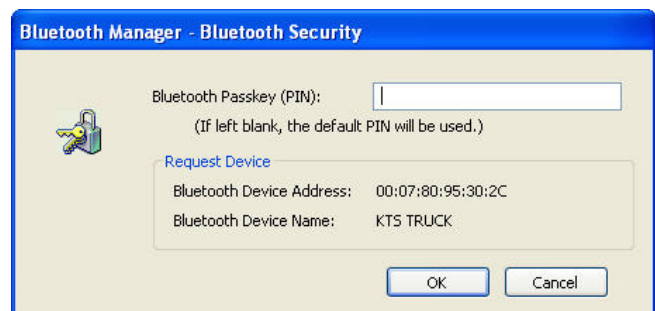 Bluetooth Manager - Bluetooth Security
Bluetooth Passkey (PIN):
(If left blank, the default PIN will be used.)
Request Device
Bluetooth Device Address: 00:07:80:95:30:2C
Bluetooth Device Name: KTS TRUCK
OK Cancel